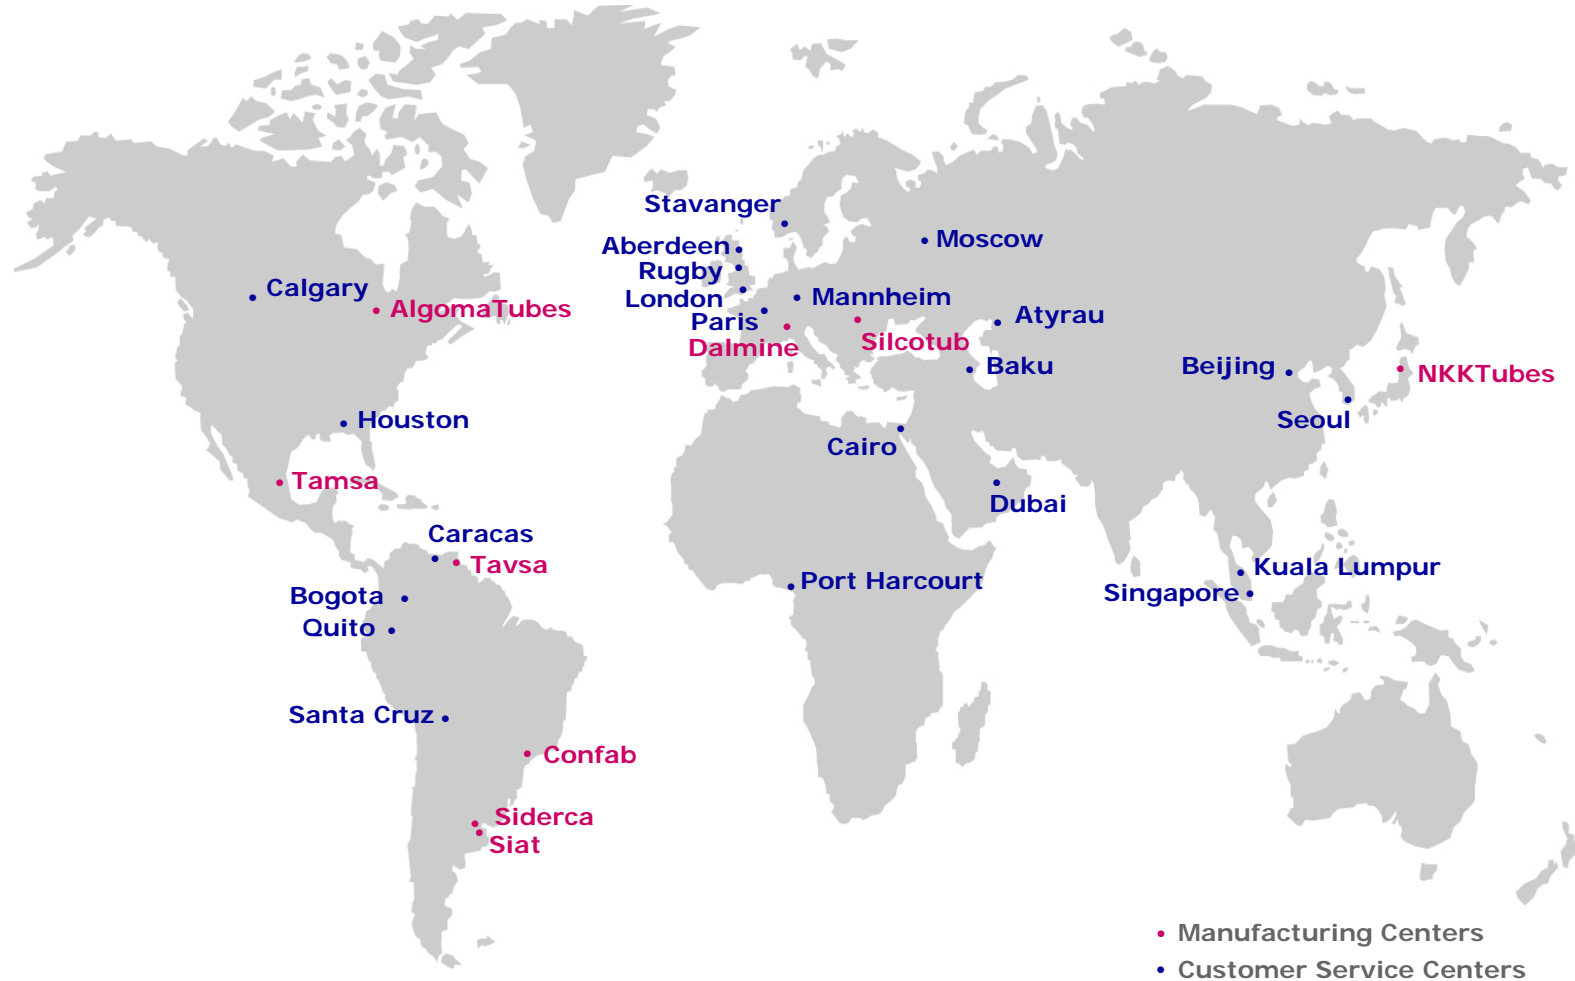 Stavanger
Aberdeen
Moscow
Rugby
Calgary
London
Mannheim
AlgomaTubes
Paris
Atyrau
Dalmine
Silcotub
Baku
Beijing
NKKTubes
Houston
Seoul
Cairo
Tamsa
Dubai
Caracas
Tavsa
Kuala Lumpur
Port Harcourt
Bogota
Singapore
Quito
Santa Cruz
Confab
Siderca
Siat
Manufacturing Centers
Customer Service Centers